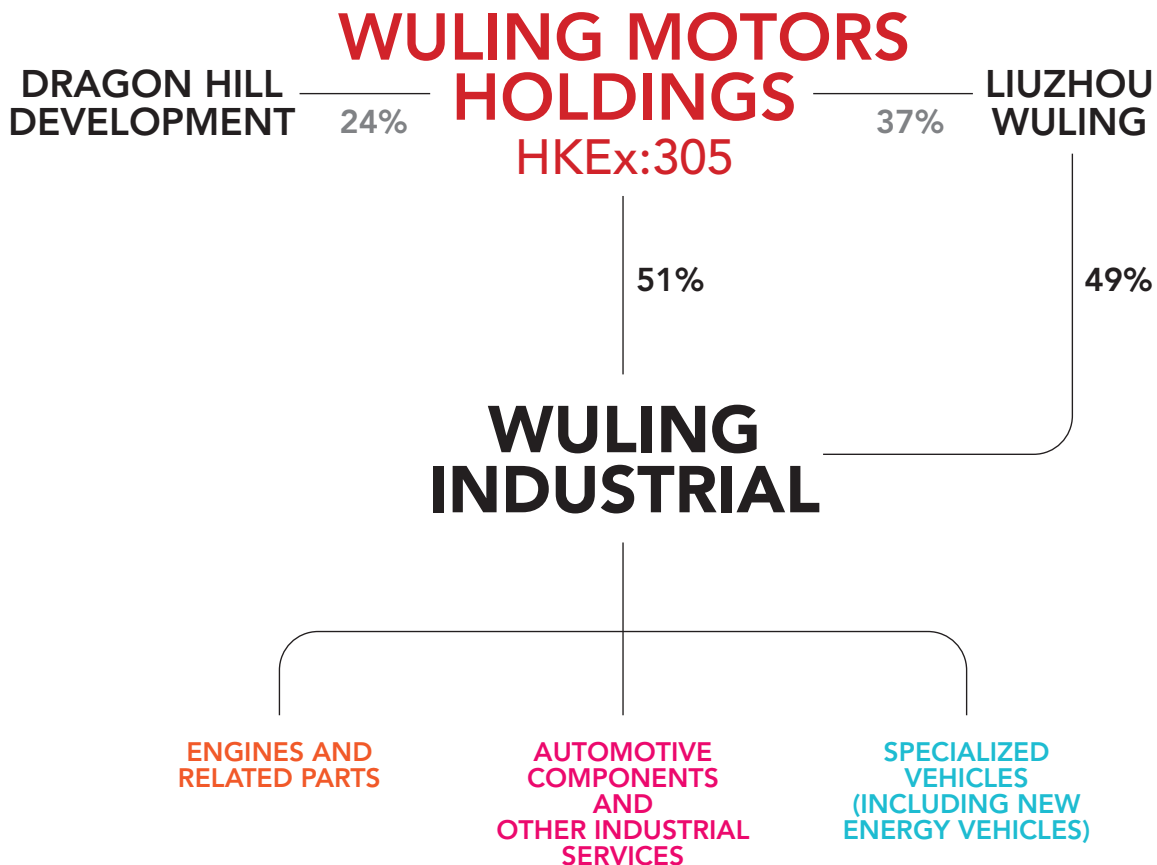 WULING MOTORS
HOLDINGS
HKEx:305
DRAGON HILL
DEVELOPMENT
24%
37%
LIUZHOU
WULING
51%
49%
WULING
INDUSTRIAL
ENGINES AND
RELATED PARTS
AUTOMOTIVE
COMPONENTS
AND
OTHER INDUSTRIAL
SERVICES
SPECIALIZED
VEHICLES
(INCLUDING NEW
ENERGY VEHICLES)